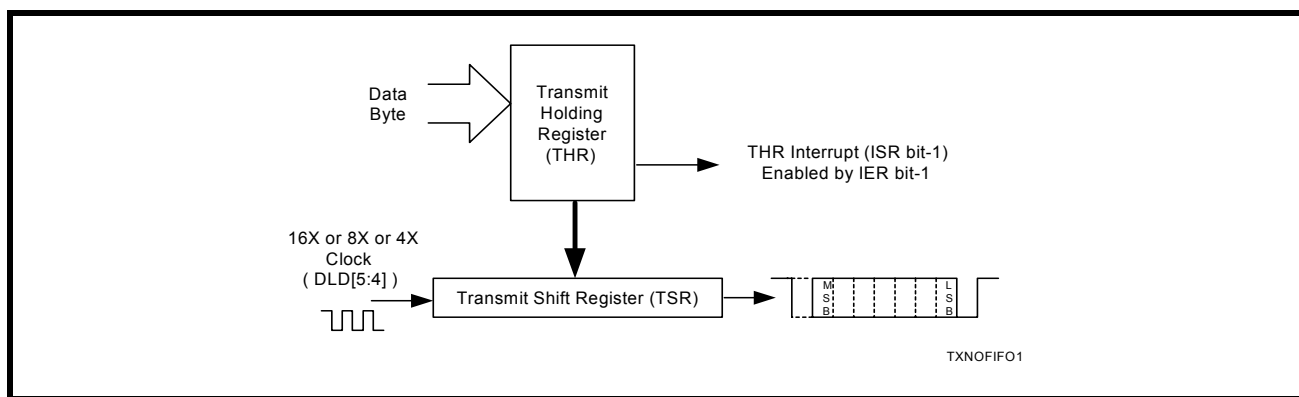 Data
Byte
Transmit
Holding
Register
(THR)
THR Interrupt (ISR bit-1)
Enabled by IER bit-1
16X or 8X or 4X
Clock
( DLD[5:4] )
Transmit Shift Register (TSR)
M
S
B
L
S
B
TXNOFIFO1